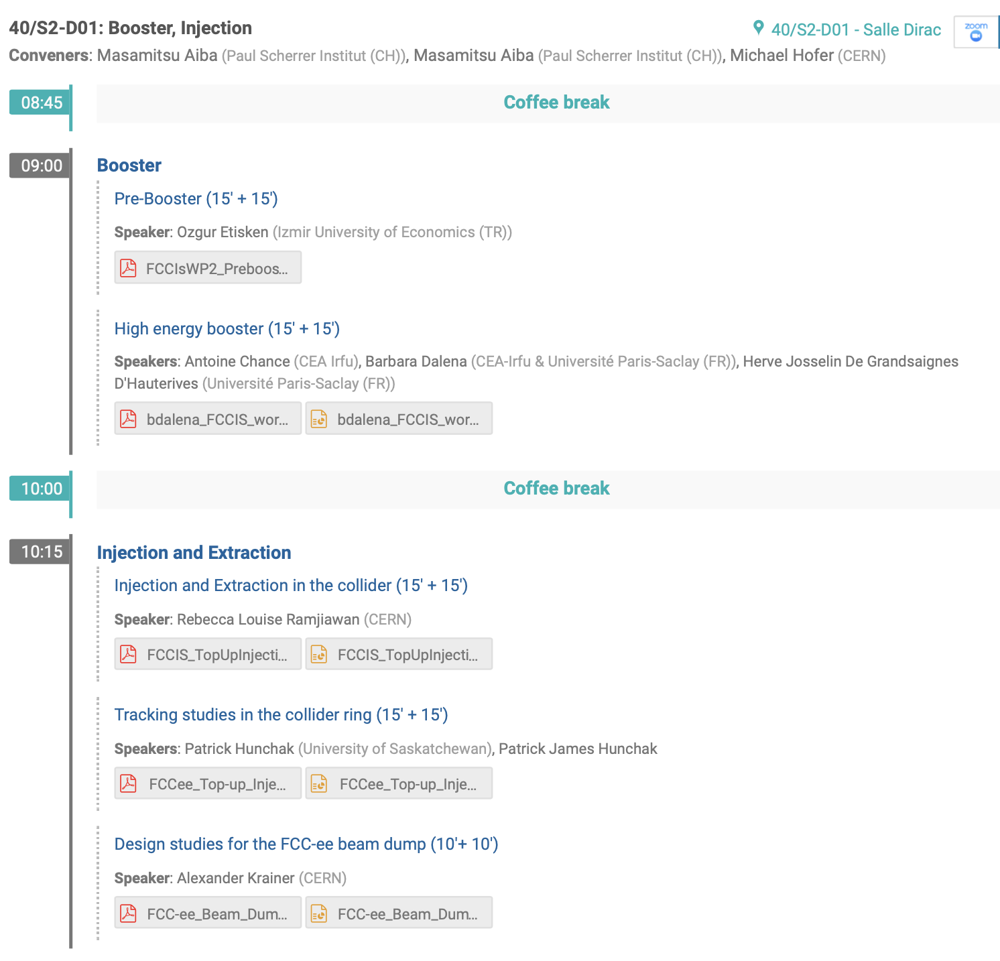 40/S2-D01: Booster, Injection
40/S2-D01 - Salle Dirac
zoom
Conveners: Masamitsu Aiba (Paul Scherrer Institut (CH)), Masamitsu Aiba (Paul Scherrer Institut (CH)), Michael Hofer (CERN)
08:45
Coffee break
09:00
Booster
Pre-Booster (15' + 15')
Speaker: Ozgur Etisken (Izmir University of Economics (TR))
FCCIsWP2_Preboos...
High energy booster (15' + 15')
Speakers: Antoine Chance (CEA Irfu), Barbara Dalena (CEA-Irfu & Université Paris-Saclay (FR)), Herve Josselin De Grandsaignes
D'Hauterives (Université Paris-Saclay (FR))
bdalena_FCCIS_wor... bdalena_FCCIS_wor...
10:00
Coffee break
10:15
Injection and Extraction
Injection and Extraction in the collider (15' + 15')
Speaker: Rebecca Louise Ramjiawan (CERN)
FCCIS_TopUpInjecti... FCCIS_TopUpInjecti...
Tracking studies in the collider ring (15' + 15')
Speakers: Patrick Hunchak (University of Saskatchewan), Patrick James Hunchak
FCCee_Top-up_Inje... FCCee_Top-up_Inje...
Design studies for the FCC-ee beam dump (10'+ 10')
Speaker: Alexander Krainer (CERN)
FCC-ee_Beam_Dum... FCC-ee_Beam_Dum...